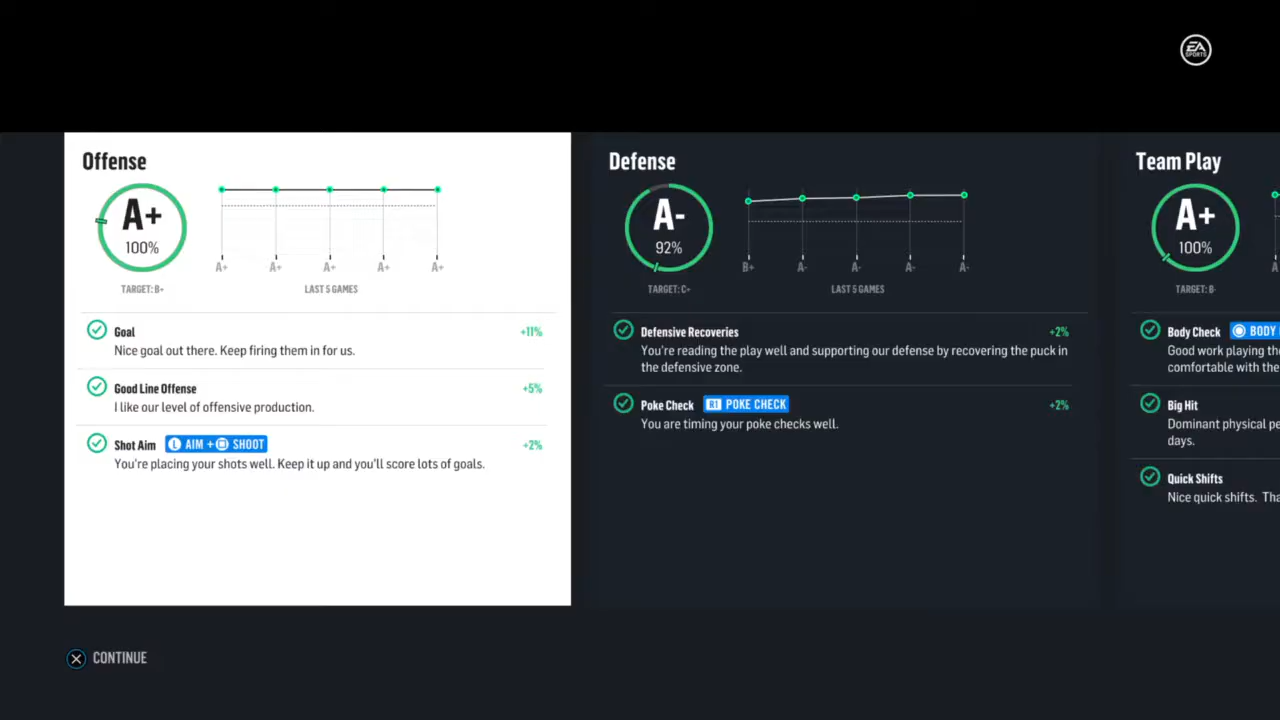 EA
SPORTS
Offense
A+
100%
TARGET: B+
A+ A+ A+ A+ A+
LAST 5 GAMES
Goal +11%
Nice goal out there. Keep firing them in for us.
Good Line Offense +5%
I like our level of offensive production.
Shot Aim L AIM + SHOOT +2%
You're placing your shots well. Keep it up and you'll score lots of goals.
Defense
A-
92%
TARGET: C+
B+ A- A- A- A-
LAST 5 GAMES
Defensive Recoveries +2%
You're reading the play well and supporting our defense by recovering the puck in
the defensive zone.
Poke Check R1 POKE CHECK +2%
You are timing your poke checks well.
Team Play
A+
100%
TARGET: B-
A
Body Check BODY
Good work playing the
comfortable with the
Big Hit
Dominant physical pe
days.
Quick Shifts
Nice quick shifts. Tha
CONTINUE